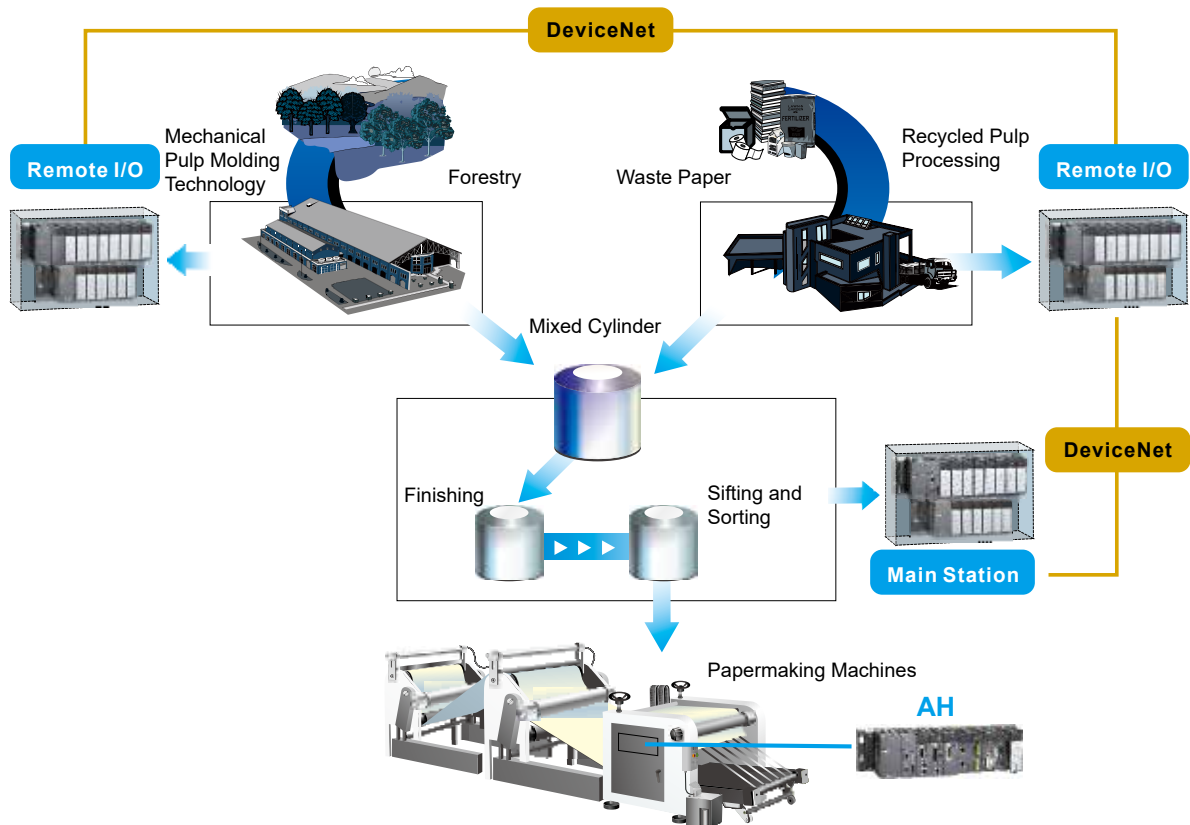 DeviceNet
Mechanical
Pulp Molding
Technology
Forestry
Waste Paper
Recycled Pulp
Processing
Remote I/O
Remote I/O
FERTILIZER
Mixed Cylinder
DeviceNet
Finishing
Sifting and
Sorting
Main Station
Papermaking Machines
AH